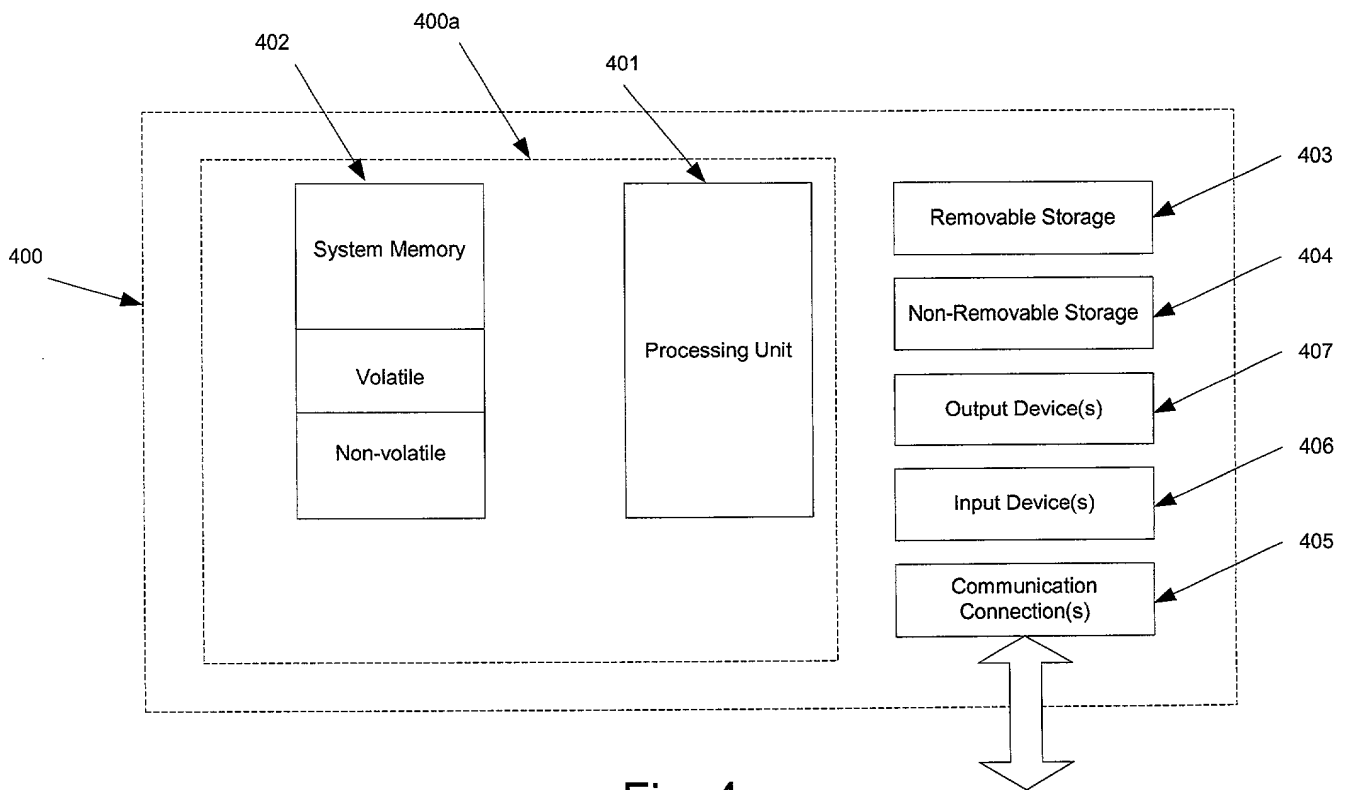 402
400a
401
403
Removable Storage
System Memory
400
404
Non-Removable Storage
Processing Unit
407
Volatile
Output Device(s)
406
Non-volatile
Input Device(s)
405
Communication
Connection(s)